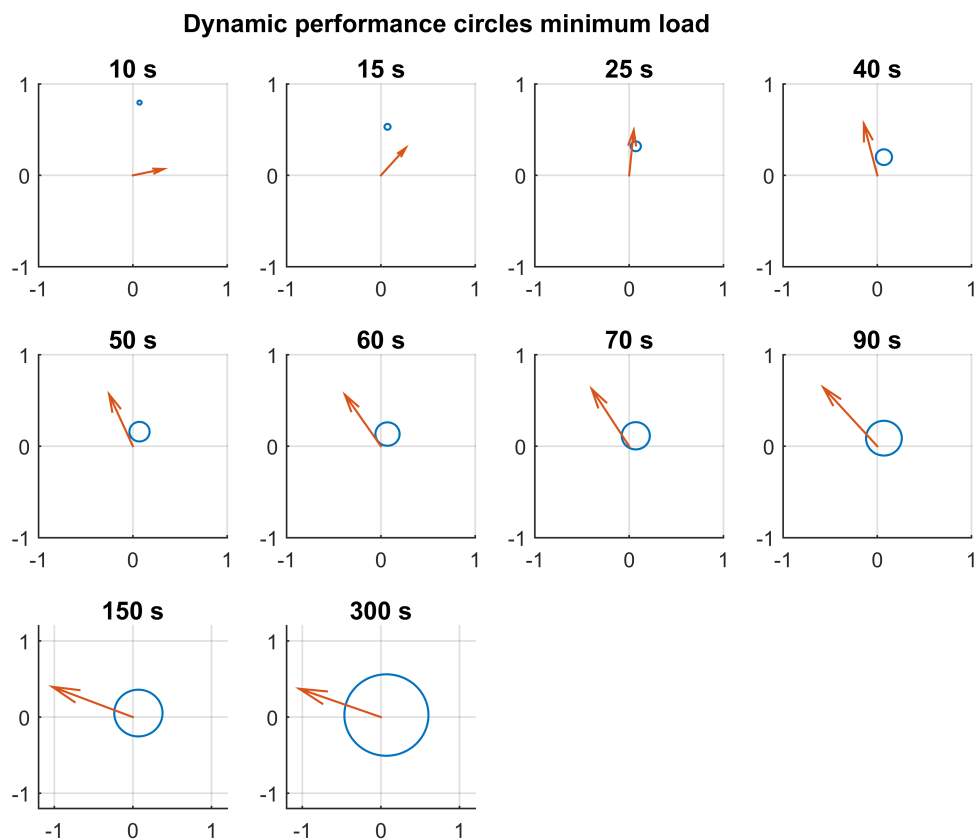 Dynamic performance circles minimum load
10 s 15 s 25 s 40 s
1 1 1 1
0 0 0 0
-1 -1 -1 -1
-1 0 1 -1 0 1 -1 0 1 -1 0 1
50 s 60 s 70 s 90 s
1 1 1 1
0 0 0 0
-1 -1 -1 -1
-1 0 1 -1 0 1 -1 0 1 -1 0 1
150 s 300 s
1 1
0 0
-1 -1
-1 0 1 -1 0 1